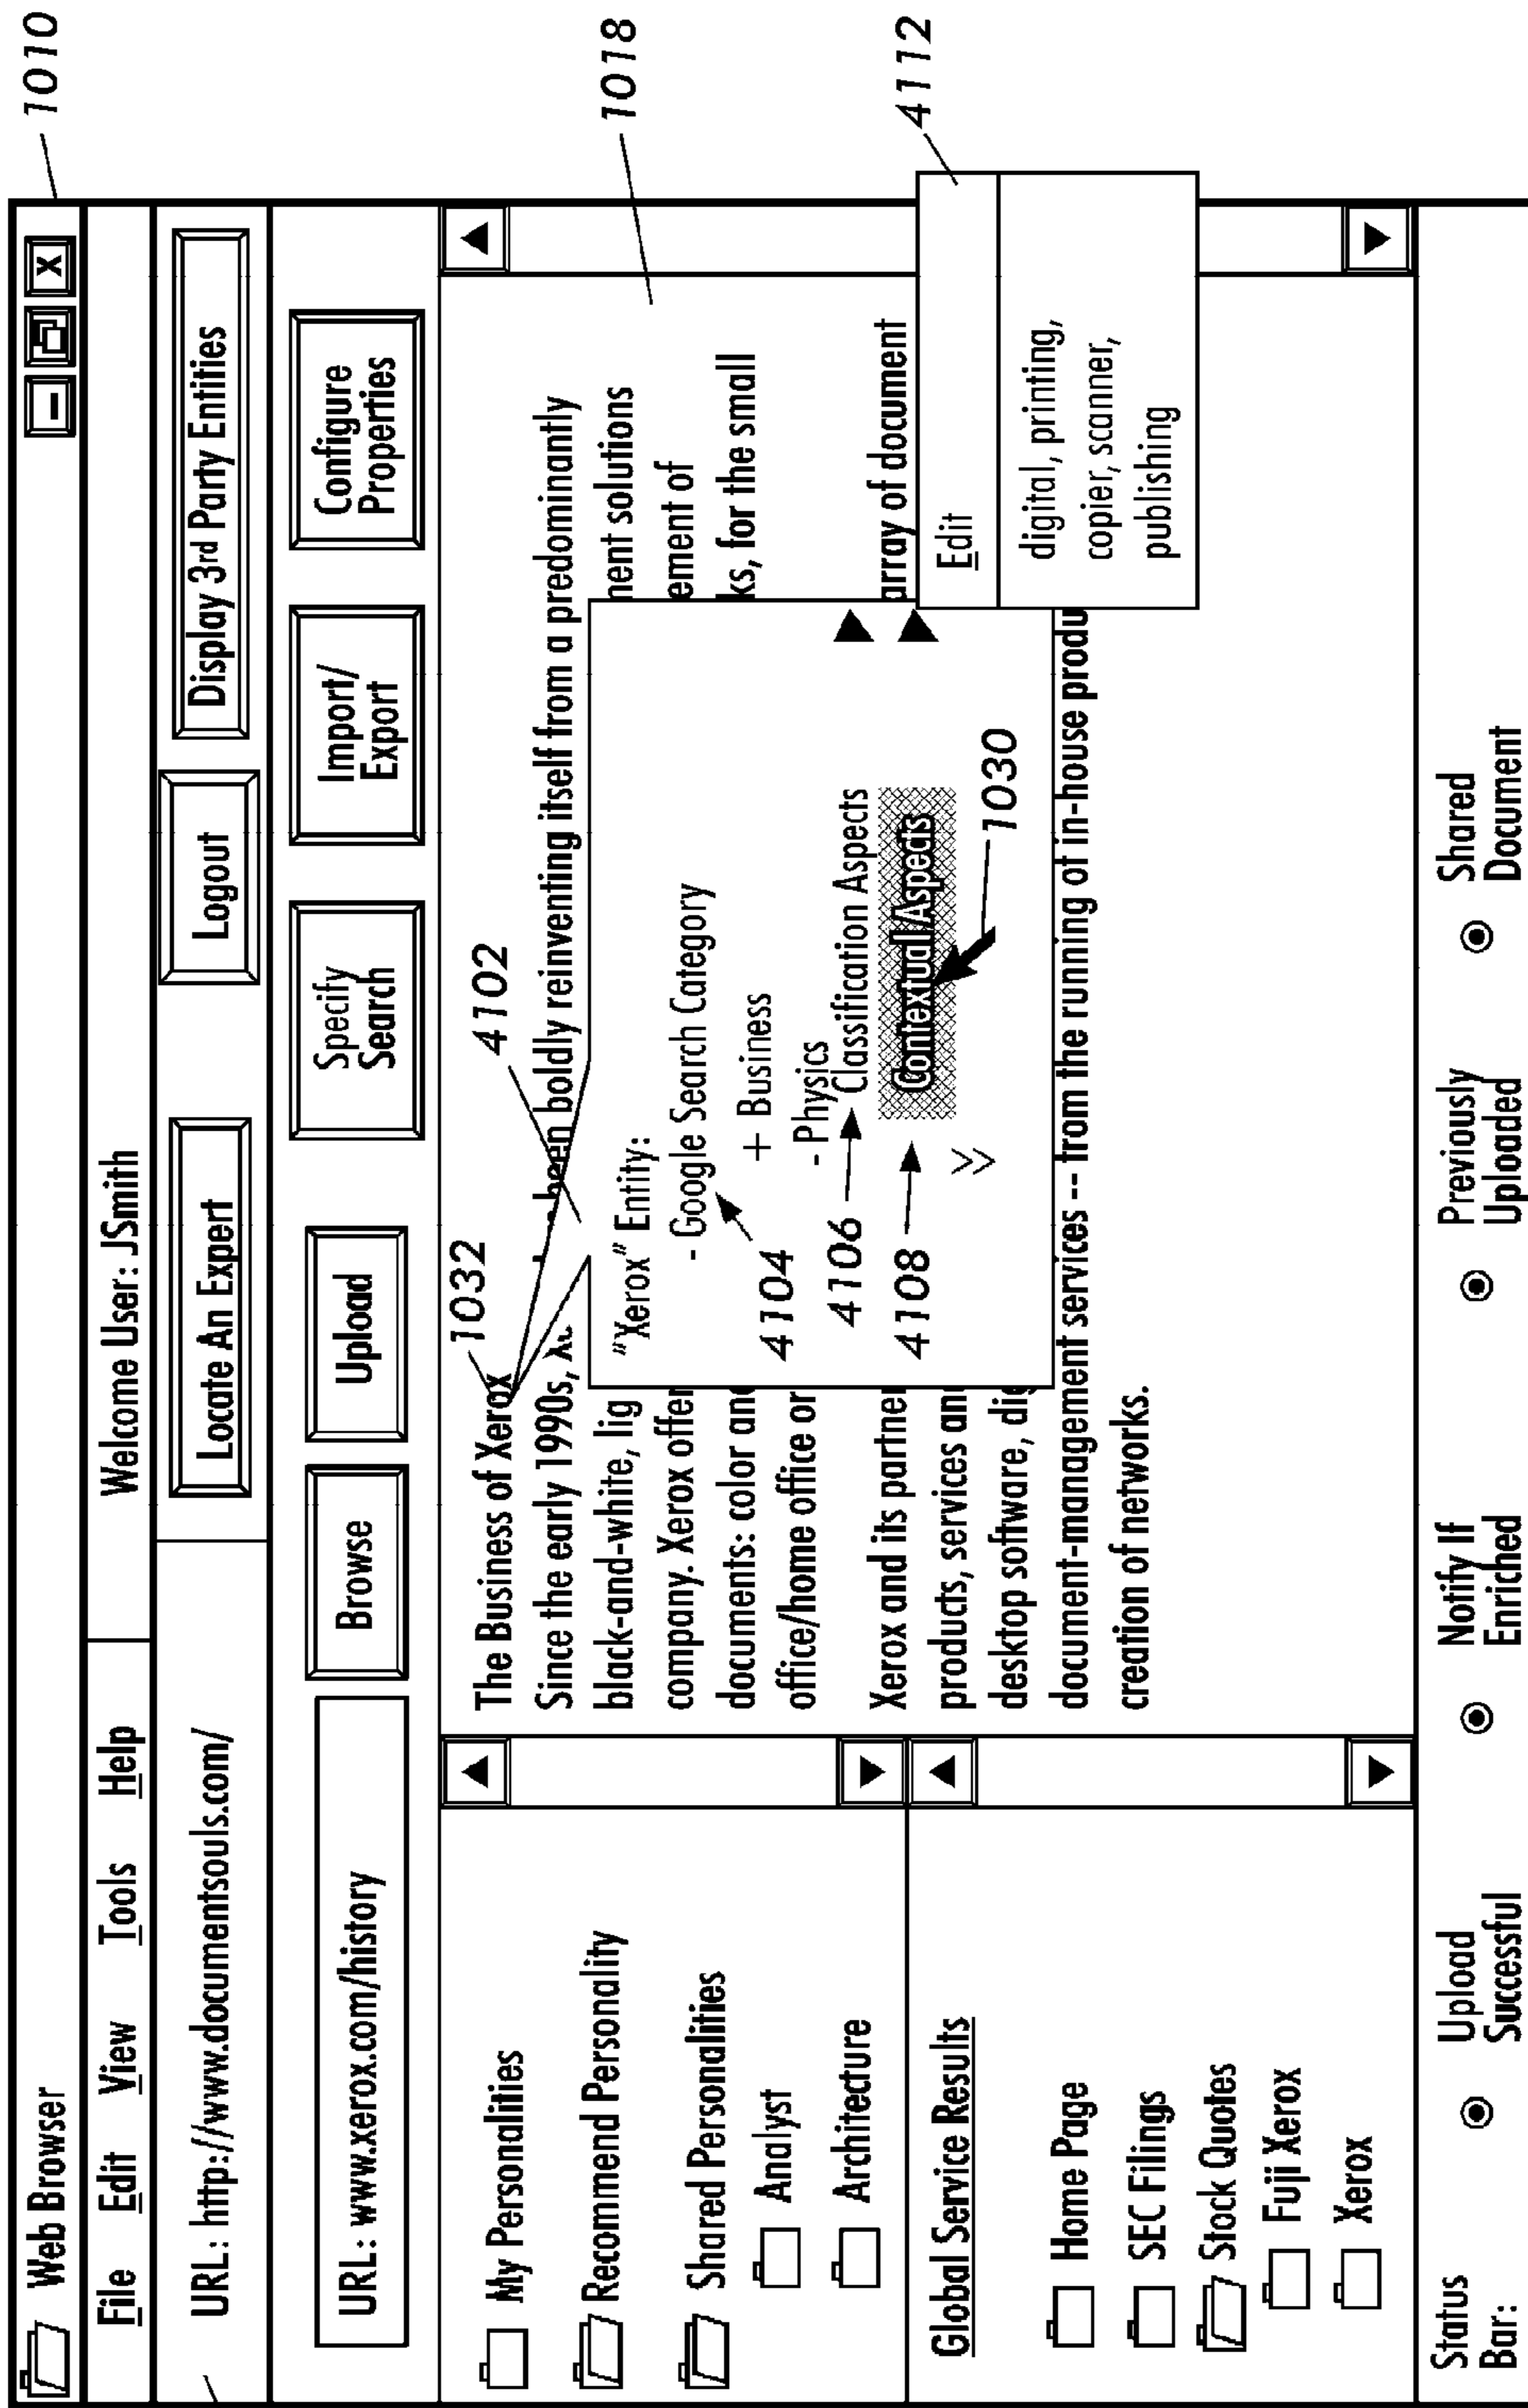 1010
Web Browser
X
File Edit View Tools Help
Welcome User: JSmith
URL: http://www.documentsouls.com/
Locate An Expert
Logout
Display 3rd Party Entities
URL: www.xerox.com/history
Browse
Upload
Specify
Search
Import/
Export
Configure
Properties
My Personalities
Recommend Personality
Shared Personalities
Analyst
Architecture
Global Service Results
Home Page
SEC Filings
Stock Quotes
Fuji Xerox
Xerox
1032
4102
1018
The Business of Xerox
Since the early 1990s, been boldly reinventing itself from a predominantly
black-and-white, lig nent solutions
company. Xerox offer ement of
documents: color and ks, for the small
office/home office or
Xerox and its partner array of document
products, services and
desktop software, dig
document-management services -- from the running of in-house produ
creation of networks.
"Xerox" Entity:
- Google Search Category
+ Business
- Physics
Classification Aspects
Contextual Aspects
>>
4104
4106
4108
1030
4112
Edit
digital, printing,
copier, scanner,
publishing
Status
Bar:
Upload
Successful
Notify If
Enriched
Previously
Uploaded
Shared
Document